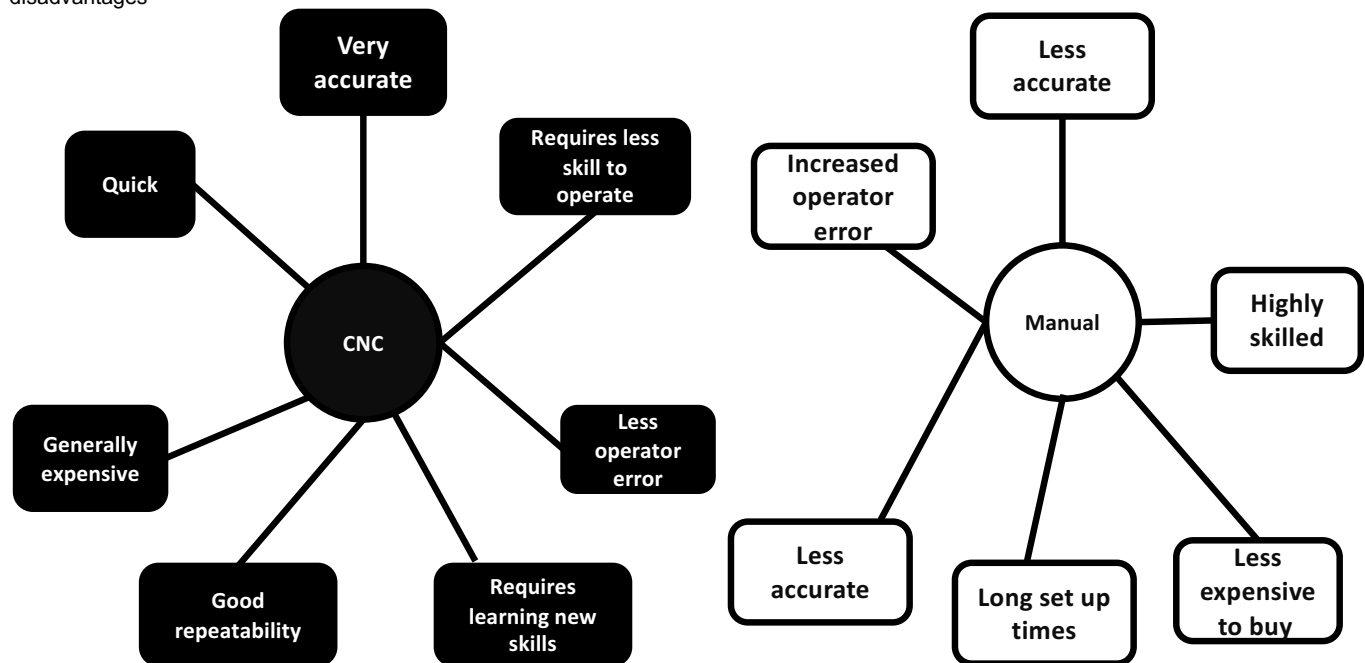 disadvantages
Very
accurate
Quick
Requires less
skill to
operate
CNC
Generally
expensive
Less
operator
error
Good
repeatability
Requires
learning new
skills
Less
accurate
Increased
operator
error
Manual
Highly
skilled
Less
accurate
Long set up
times
Less
expensive
to buy